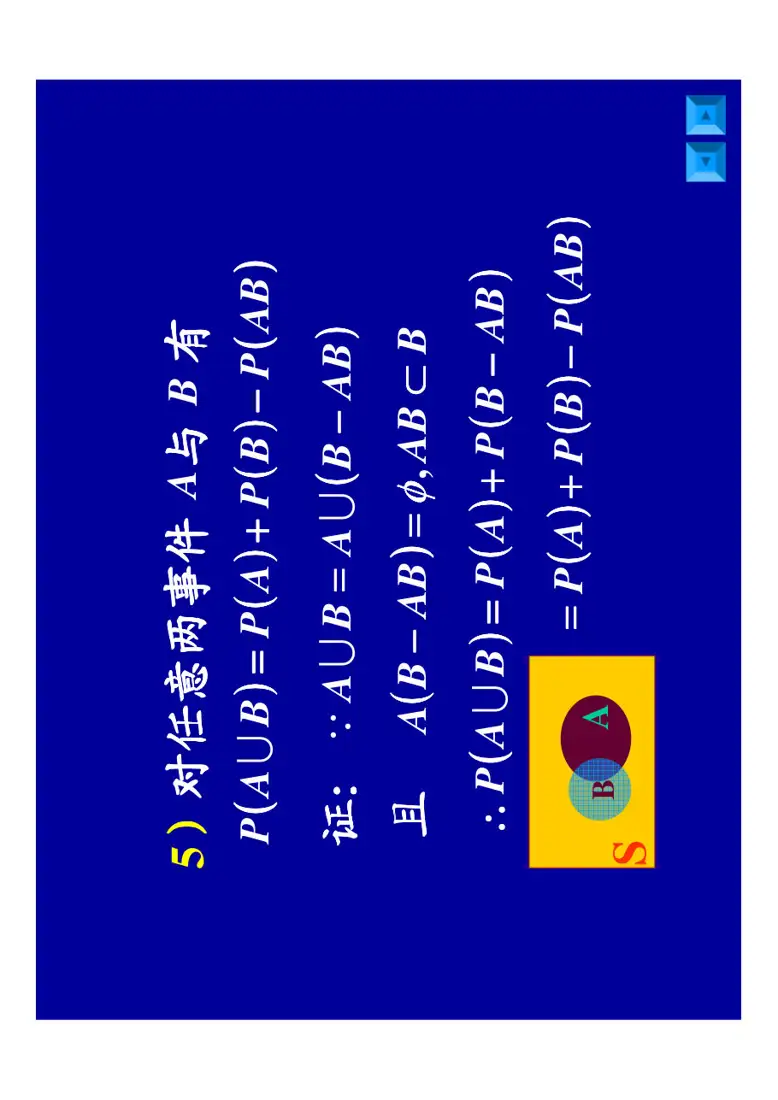 5）对任意两事件 A与 B 有
P(A∪B)=P(A)+P(B)−P(AB)
证： ∵ A∪B=A∪(B−AB)
且 A(B−AB)=ϕ,AB⊂B
∴ P(A∪B)=P(A)+P(B−AB)
=P(A)+P(B)−P(AB)
S B A